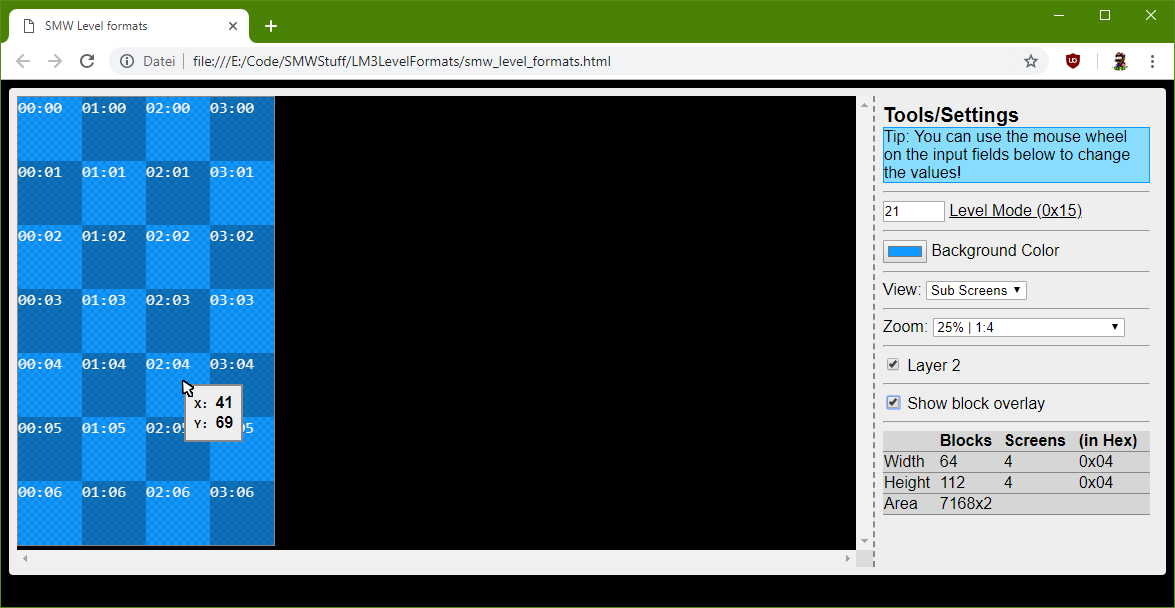 SMW Level formats
Datei file:///E:/Code/SMWStuff/LM3LevelFormats/smw_level_formats.html
00:00 01:00 02:00 03:00
00:01 01:01 02:01 03:01
00:02 01:02 02:02 03:02
00:03 01:03 02:03 03:03
00:04 01:04 02:04 03:04
X: 41
Y: 69
00:05 01:05 02:05 5
00:06 01:06 02:06 03:06
Tools/Settings
Tip: You can use the mouse wheel
on the input fields below to change
the values!
21 Level Mode (0x15)
Background Color
View: Sub Screens
Zoom: 25% | 1:4
Layer 2
Show block overlay
Blocks Screens (in Hex)
Width 64 4 0x04
Height 112 4 0x04
Area 7168x2